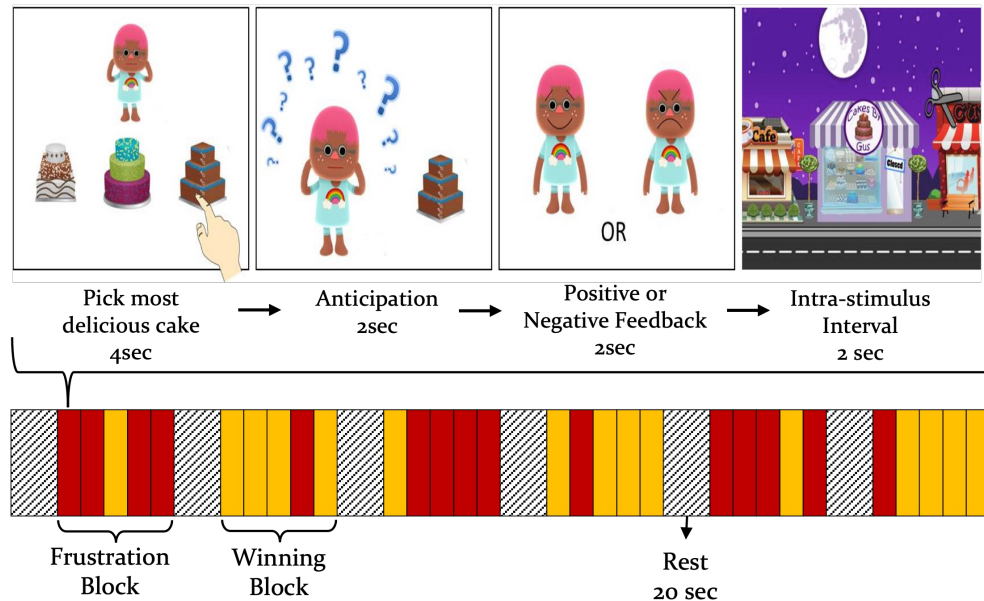 ?
?
?
?
?
?
?
?
OR
Cafe
Cakes By
Gus
Closed
Pick most
delicious cake
4sec
Anticipation
2sec
Positive or
Negative Feedback
2sec
Intra-stimulus
Interval
2 sec
Frustration
Block
Winning
Block
Rest
20 sec